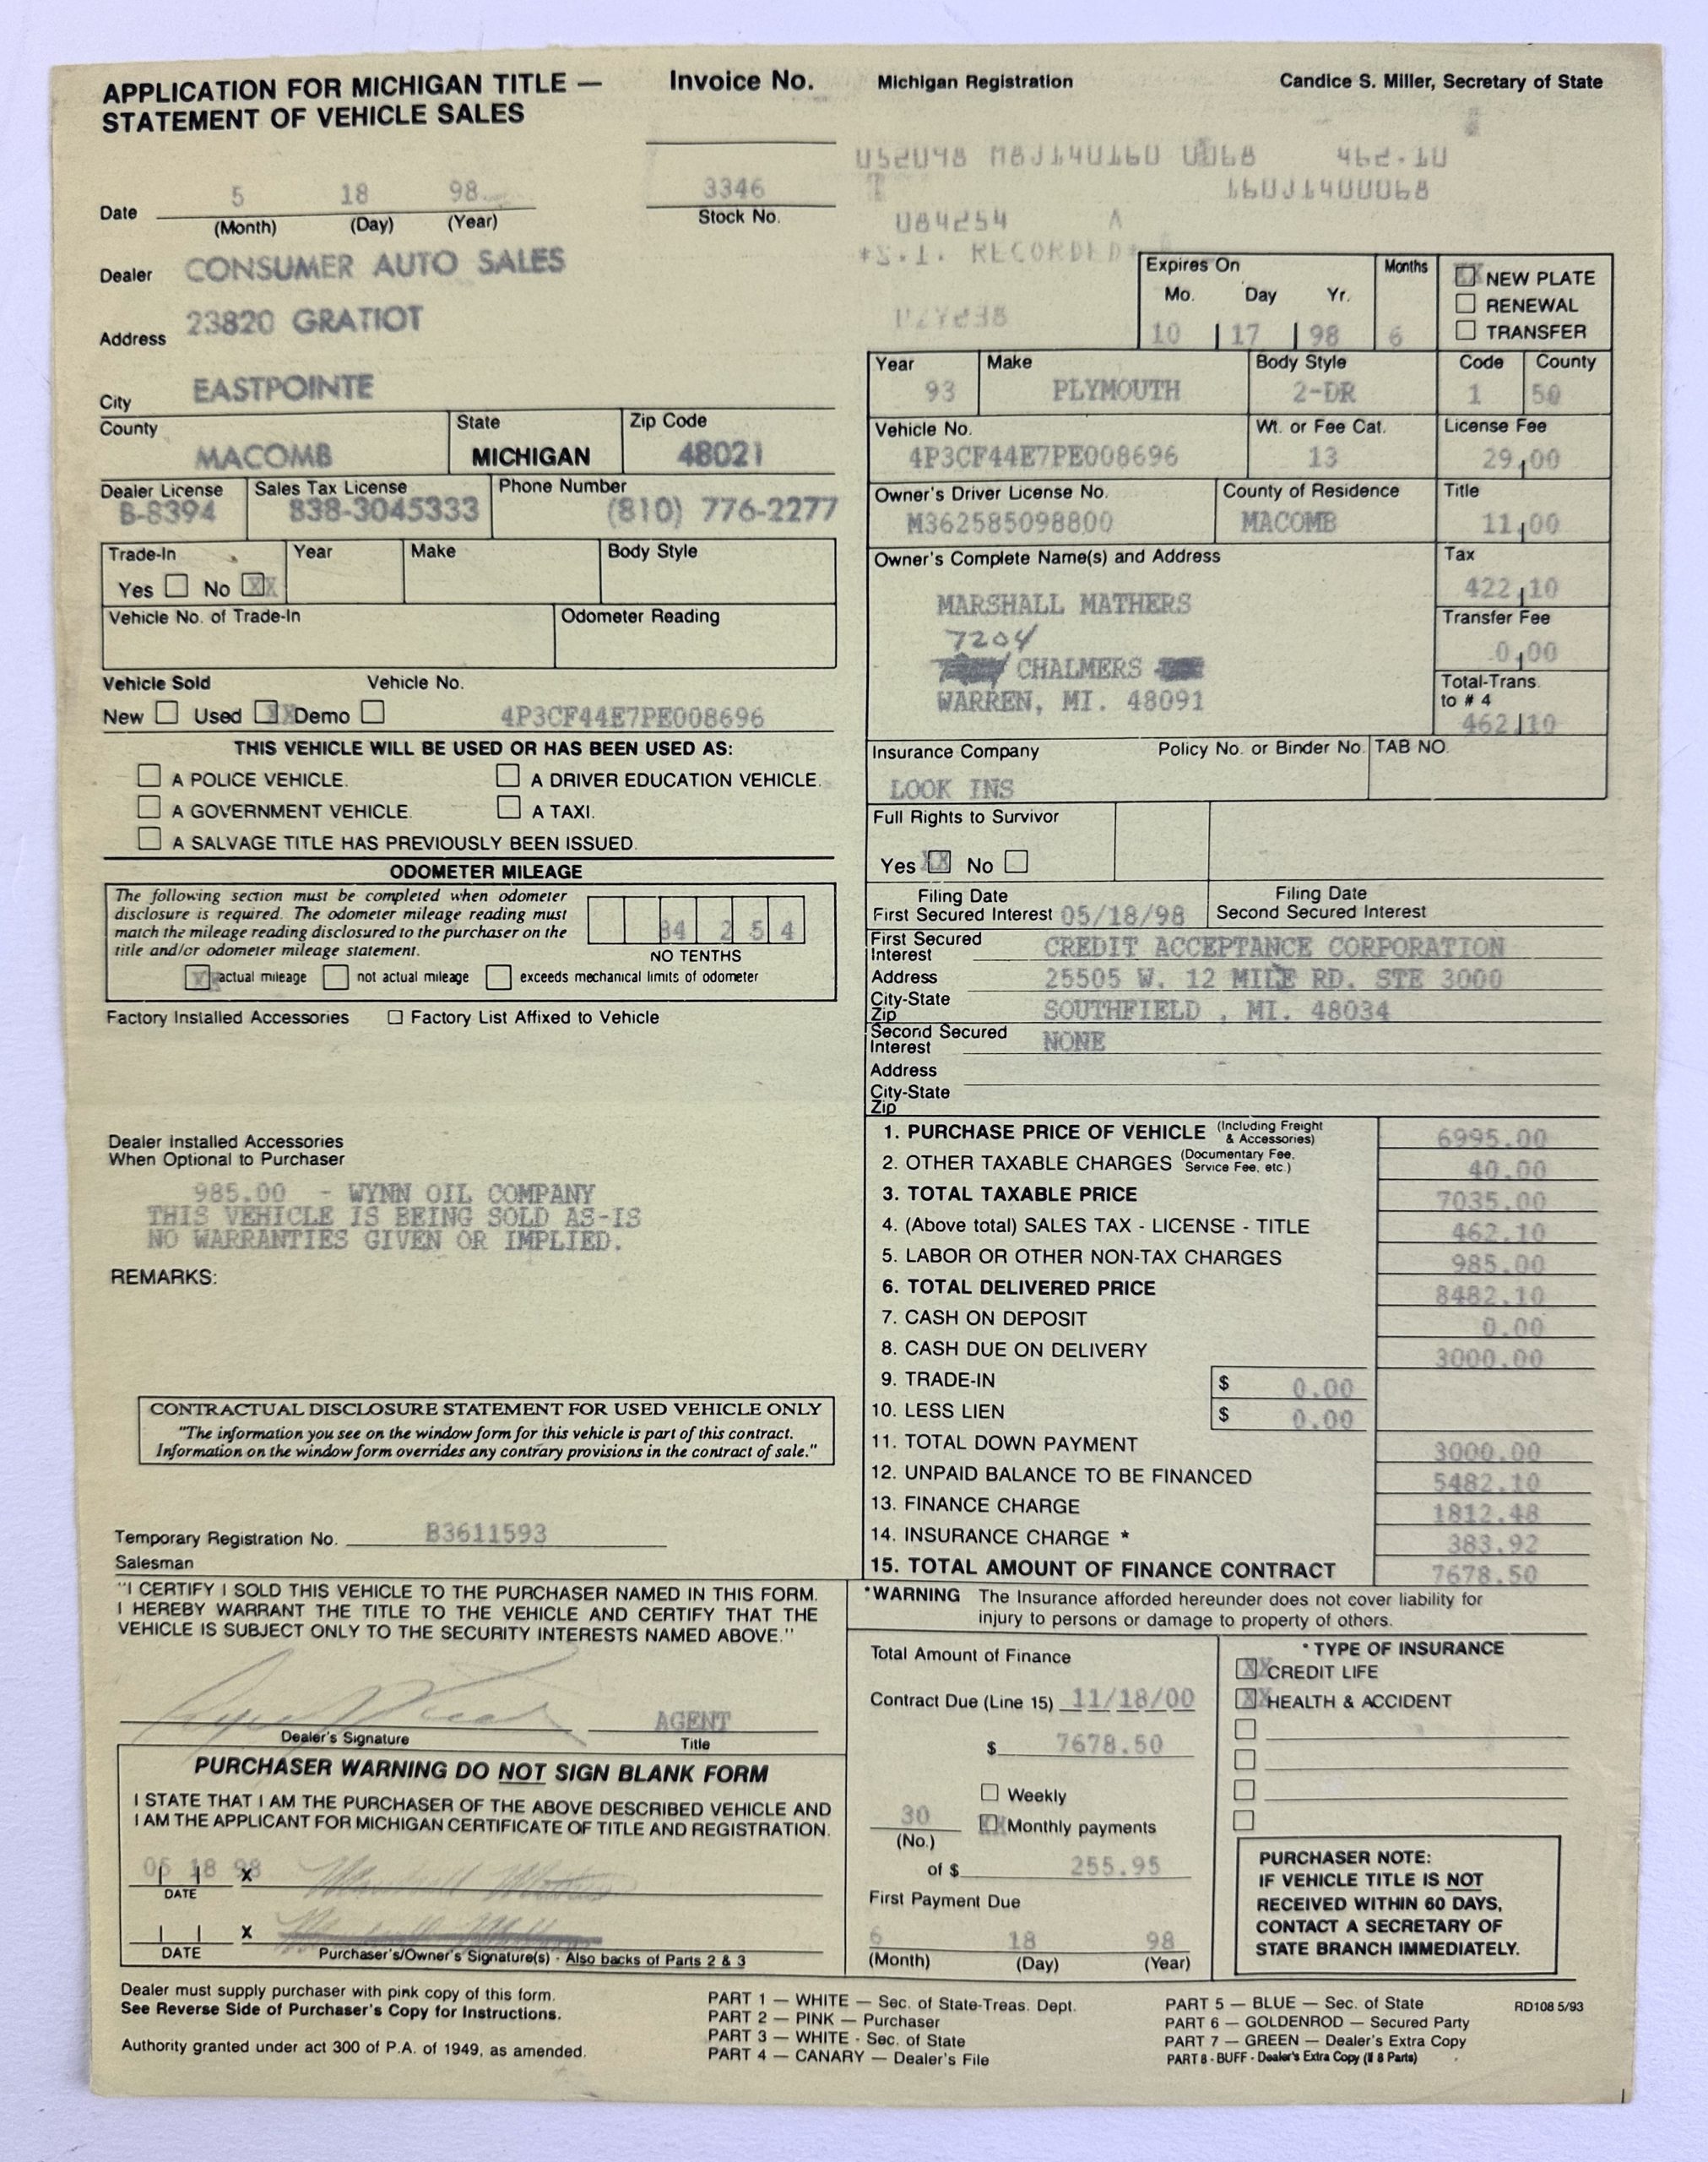 APPLICATION FOR MICHIGAN TITLE —
STATEMENT OF VEHICLE SALES
Invoice No.
Michigan Registration
Candice S. Miller, Secretary of State
052098 M8J140160 0068 462.10
160J1400068
084254 A
*S.I. RECORDED*
Date 5 18 98
(Month) (Day) (Year)
3346
Stock No.
Dealer CONSUMER AUTO SALES
Address 23820 GRATIOT
City EASTPOINTE
County MACOMB
State MICHIGAN
Zip Code 48021
Dealer License B-8394
Sales Tax License 838-3045333
Phone Number (810) 776-2277
Trade-In
Yes No XX
Year
Make
Body Style
Vehicle No. of Trade-In
Odometer Reading
Vehicle Sold
Vehicle No.
New Used XX Demo 4P3CF44E7PE008696
THIS VEHICLE WILL BE USED OR HAS BEEN USED AS:
A POLICE VEHICLE.
A DRIVER EDUCATION VEHICLE.
A GOVERNMENT VEHICLE.
A TAXI.
A SALVAGE TITLE HAS PREVIOUSLY BEEN ISSUED.
ODOMETER MILEAGE
The following section must be completed when odometer
disclosure is required. The odometer mileage reading must
match the mileage reading disclosed to the purchaser on the
title and/or odometer mileage statement.
84 2 5 4
NO TENTHS
XX actual mileage not actual mileage exceeds mechanical limits of odometer
Factory Installed Accessories Factory List Affixed to Vehicle
Dealer Installed Accessories
When Optional to Purchaser
985.00 - WYNN OIL COMPANY
THIS VEHICLE IS BEING SOLD AS-IS
NO WARRANTIES GIVEN OR IMPLIED.
REMARKS:
CONTRACTUAL DISCLOSURE STATEMENT FOR USED VEHICLE ONLY
"The information you see on the window form for this vehicle is part of this contract.
Information on the window form overrides any contrary provisions in the contract of sale."
Temporary Registration No. B3611593
Salesman
"I CERTIFY I SOLD THIS VEHICLE TO THE PURCHASER NAMED IN THIS FORM.
I HEREBY WARRANT THE TITLE TO THE VEHICLE AND CERTIFY THAT THE
VEHICLE IS SUBJECT ONLY TO THE SECURITY INTERESTS NAMED ABOVE."
AGENT
Dealer's Signature
Title
PURCHASER WARNING DO NOT SIGN BLANK FORM
I STATE THAT I AM THE PURCHASER OF THE ABOVE DESCRIBED VEHICLE AND
I AM THE APPLICANT FOR MICHIGAN CERTIFICATE OF TITLE AND REGISTRATION.
05 18 98 X Marshall Mathers
DATE
X Marshall Mathers
DATE
Purchaser's/Owner's Signature(s) - Also backs of Parts 2 & 3
Expires On
Mo. Day Yr.
10 17 98
Months
6
XX NEW PLATE
RENEWAL
TRANSFER
Year 93
Make PLYMOUTH
Body Style 2-DR
Code 1
County 50
Vehicle No.
4P3CF44E7PE008696
Wt. or Fee Cat.
13
License Fee
29,00
Owner's Driver License No.
M362585098800
County of Residence
MACOMB
Title
11,00
Owner's Complete Name(s) and Address
MARSHALL MATHERS
7204
CHALMERS
WARREN, MI. 48091
Tax
422,10
Transfer Fee
0,00
Total-Trans.
to # 4
462 10
Insurance Company
LOOK INS
Policy No. or Binder No.
TAB NO.
Full Rights to Survivor
Yes XX No
Filing Date
First Secured Interest 05/18/98
Filing Date
Second Secured Interest
First Secured
Interest CREDIT ACCEPTANCE CORPORATION
Address 25505 W. 12 MILE RD. STE 3000
City-State
Zip SOUTHFIELD , MI. 48034
Second Secured
Interest NONE
Address
City-State
Zip
1. PURCHASE PRICE OF VEHICLE (Including Freight & Accessories) 6995.00
2. OTHER TAXABLE CHARGES (Documentary Fee, Service Fee, etc.) 40.00
3. TOTAL TAXABLE PRICE 7035.00
4. (Above total) SALES TAX - LICENSE - TITLE 462.10
5. LABOR OR OTHER NON-TAX CHARGES 985.00
6. TOTAL DELIVERED PRICE 8482.10
7. CASH ON DEPOSIT 0.00
8. CASH DUE ON DELIVERY 3000.00
9. TRADE-IN $ 0.00
10. LESS LIEN $ 0.00
11. TOTAL DOWN PAYMENT 3000.00
12. UNPAID BALANCE TO BE FINANCED 5482.10
13. FINANCE CHARGE 1812.48
14. INSURANCE CHARGE * 383.92
15. TOTAL AMOUNT OF FINANCE CONTRACT 7678.50
*WARNING The Insurance afforded hereunder does not cover liability for
injury to persons or damage to property of others.
Total Amount of Finance
Contract Due (Line 15) 11/18/00
$ 7678.50
Weekly
30 XX Monthly payments
(No.)
of $ 255.95
First Payment Due
6 18 98
(Month) (Day) (Year)
* TYPE OF INSURANCE
XX CREDIT LIFE
XX HEALTH & ACCIDENT
PURCHASER NOTE:
IF VEHICLE TITLE IS NOT
RECEIVED WITHIN 60 DAYS,
CONTACT A SECRETARY OF
STATE BRANCH IMMEDIATELY.
Dealer must supply purchaser with pink copy of this form.
See Reverse Side of Purchaser's Copy for Instructions.
Authority granted under act 300 of P.A. of 1949, as amended.
PART 1 — WHITE — Sec. of State-Treas. Dept.
PART 2 — PINK — Purchaser
PART 3 — WHITE - Sec. of State
PART 4 — CANARY — Dealer's File
PART 5 — BLUE — Sec. of State
PART 6 — GOLDENROD — Secured Party
PART 7 — GREEN — Dealer's Extra Copy
PART 8 - BUFF - Dealer's Extra Copy (If 8 Parts)
RD108 5/93